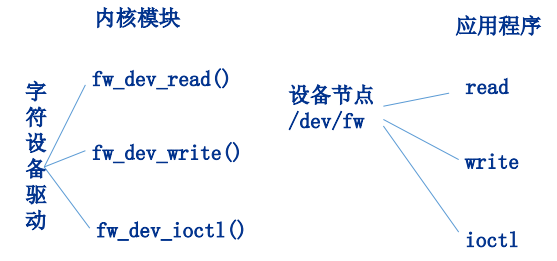 内核模块
应用程序
字符设备驱动
fw_dev_read()
fw_dev_write()
fw_dev_ioctl()
设备节点
/dev/fw
read
write
ioctl